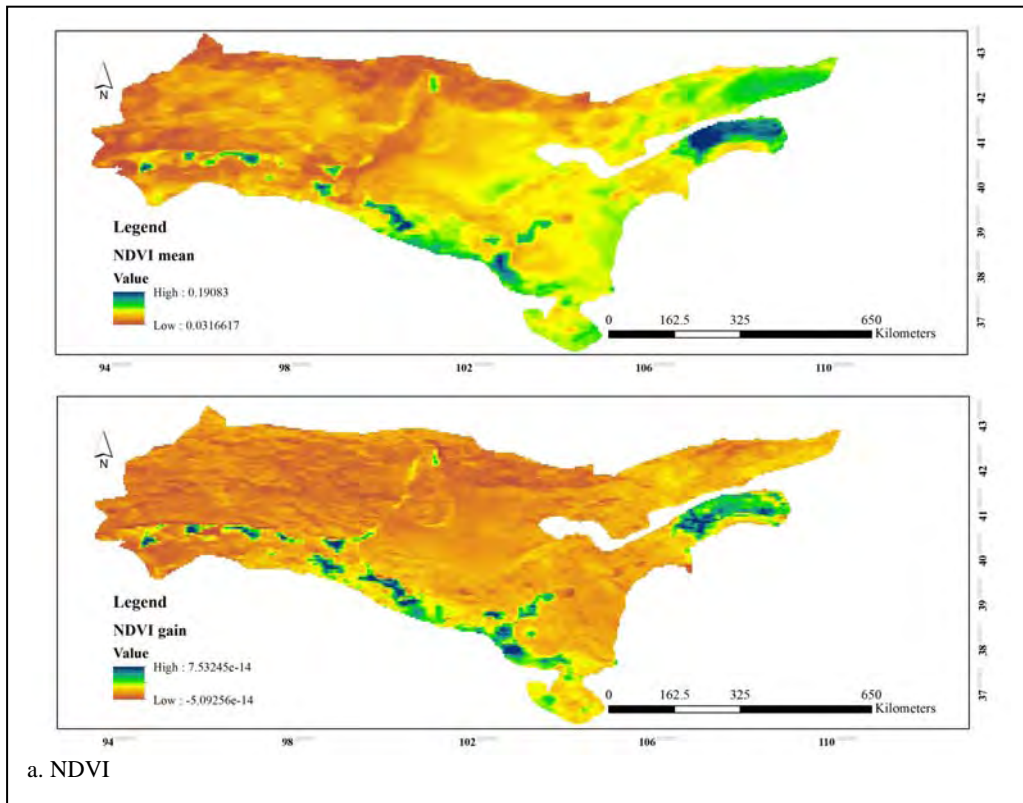 N
Legend
NDVI mean
Value
High : 0.19083
Low : 0.0316617
0 162.5 325 650
Kilometers
43
42
41
40
39
38
37
94 98 102 106 110
N
Legend
NDVI gain
Value
High : 7.53245e-14
Low : -5.09256e-14
0 162.5 325 650
Kilometers
43
42
41
40
39
38
37
94 98 102 106 110
a. NDVI